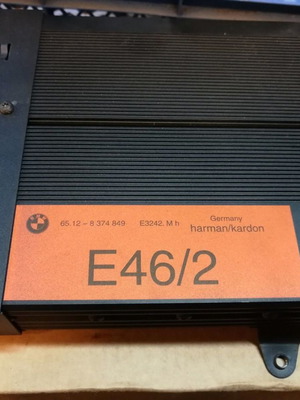 Germany
65.12 - 8 374 849 E3242. M h harman/kardon
E46/2